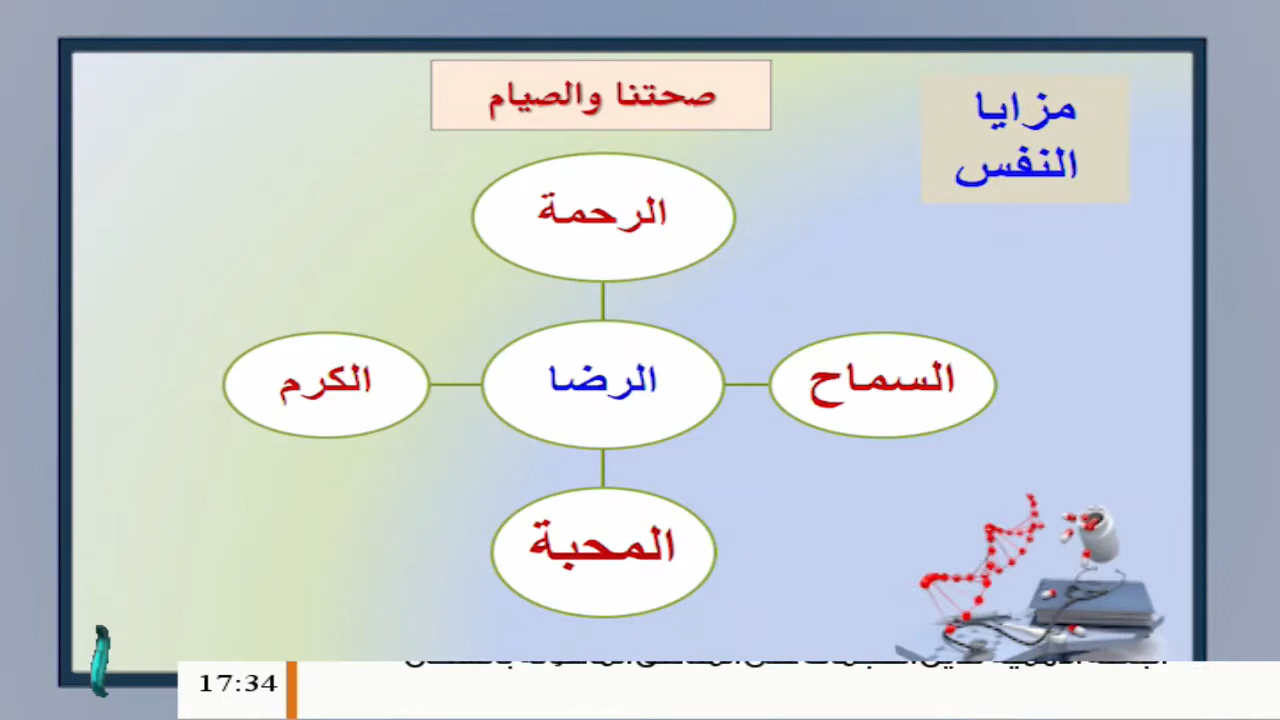 صحتنا والصيام
مزايا
النفس
الرحمة
السماح
الرضا
الكرم
المحبة
17:34